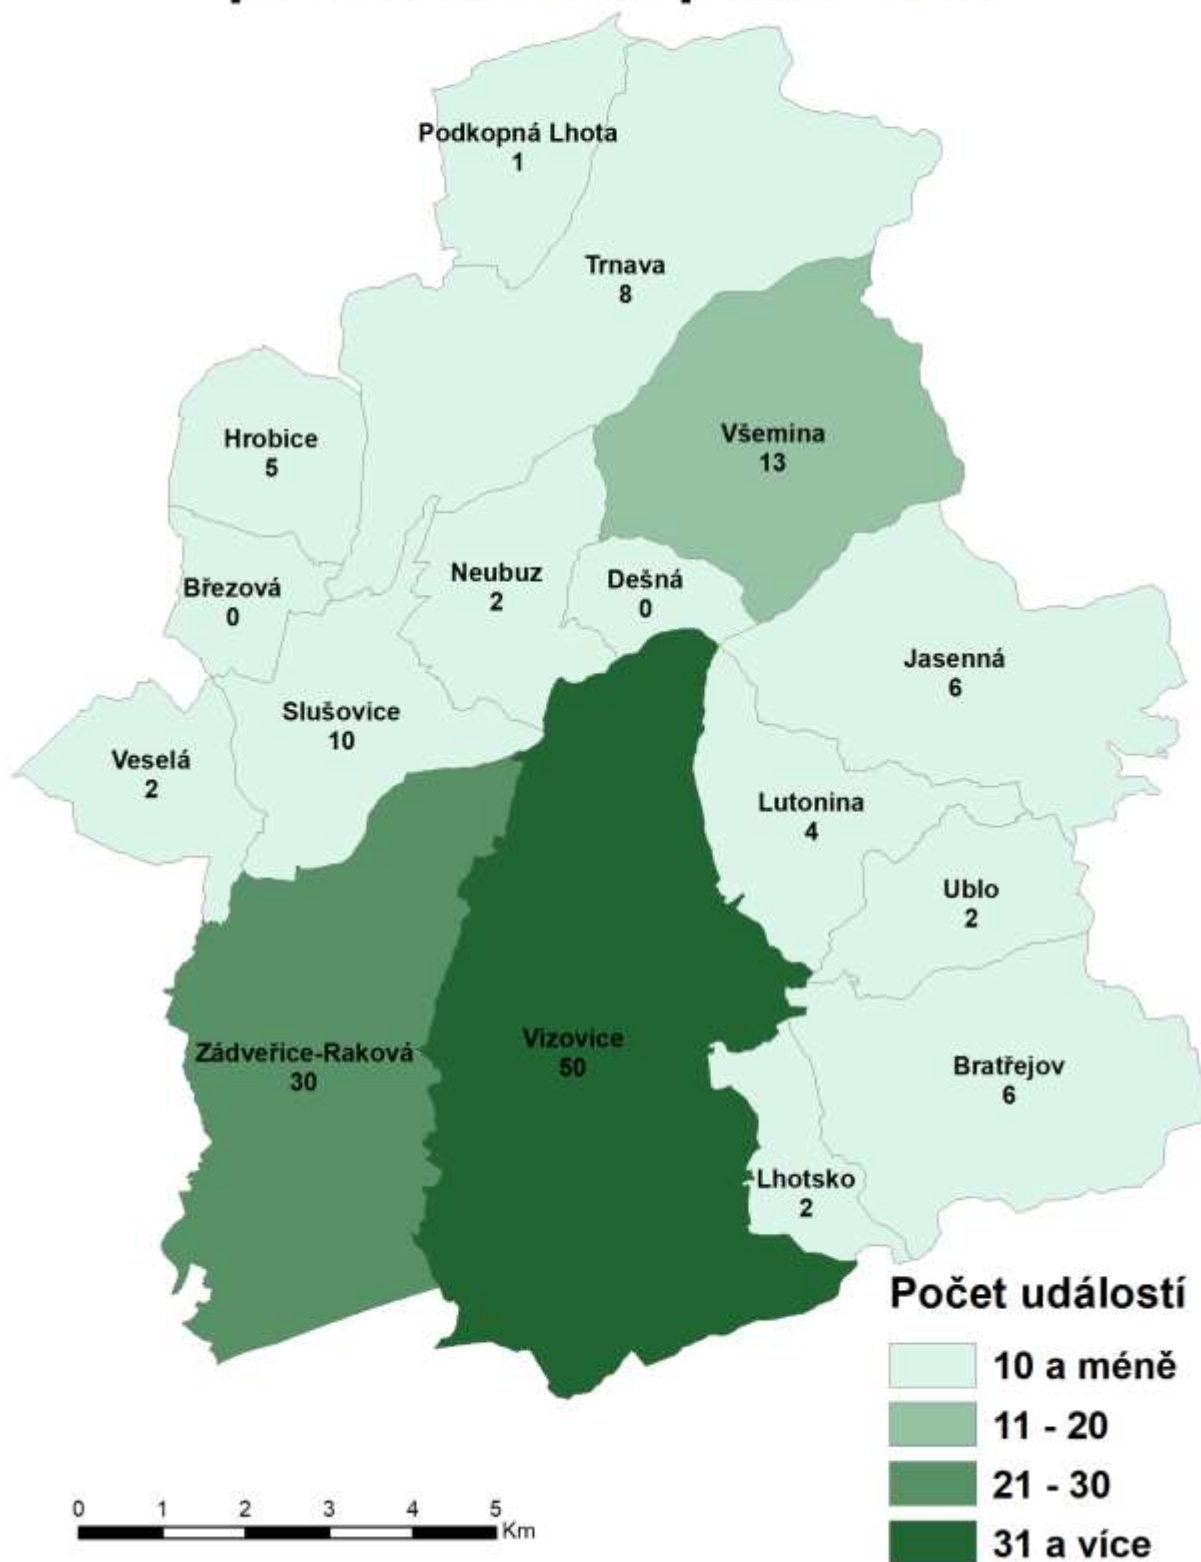 Podkopná Lhota
1
Trnava
8
Všemina
13
Hrobice
5
Neubuz
2
Dešná
0
Březová
0
Jasenná
6
Slušovice
10
Veselá
2
Lutonina
4
Ublo
2
Vizovice
50
Zádveřice-Raková
30
Bratřejov
6
Lhotsko
2
Počet událostí
10 a méně
11 - 20
21 - 30
31 a více
0 1 2 3 4 5
Km